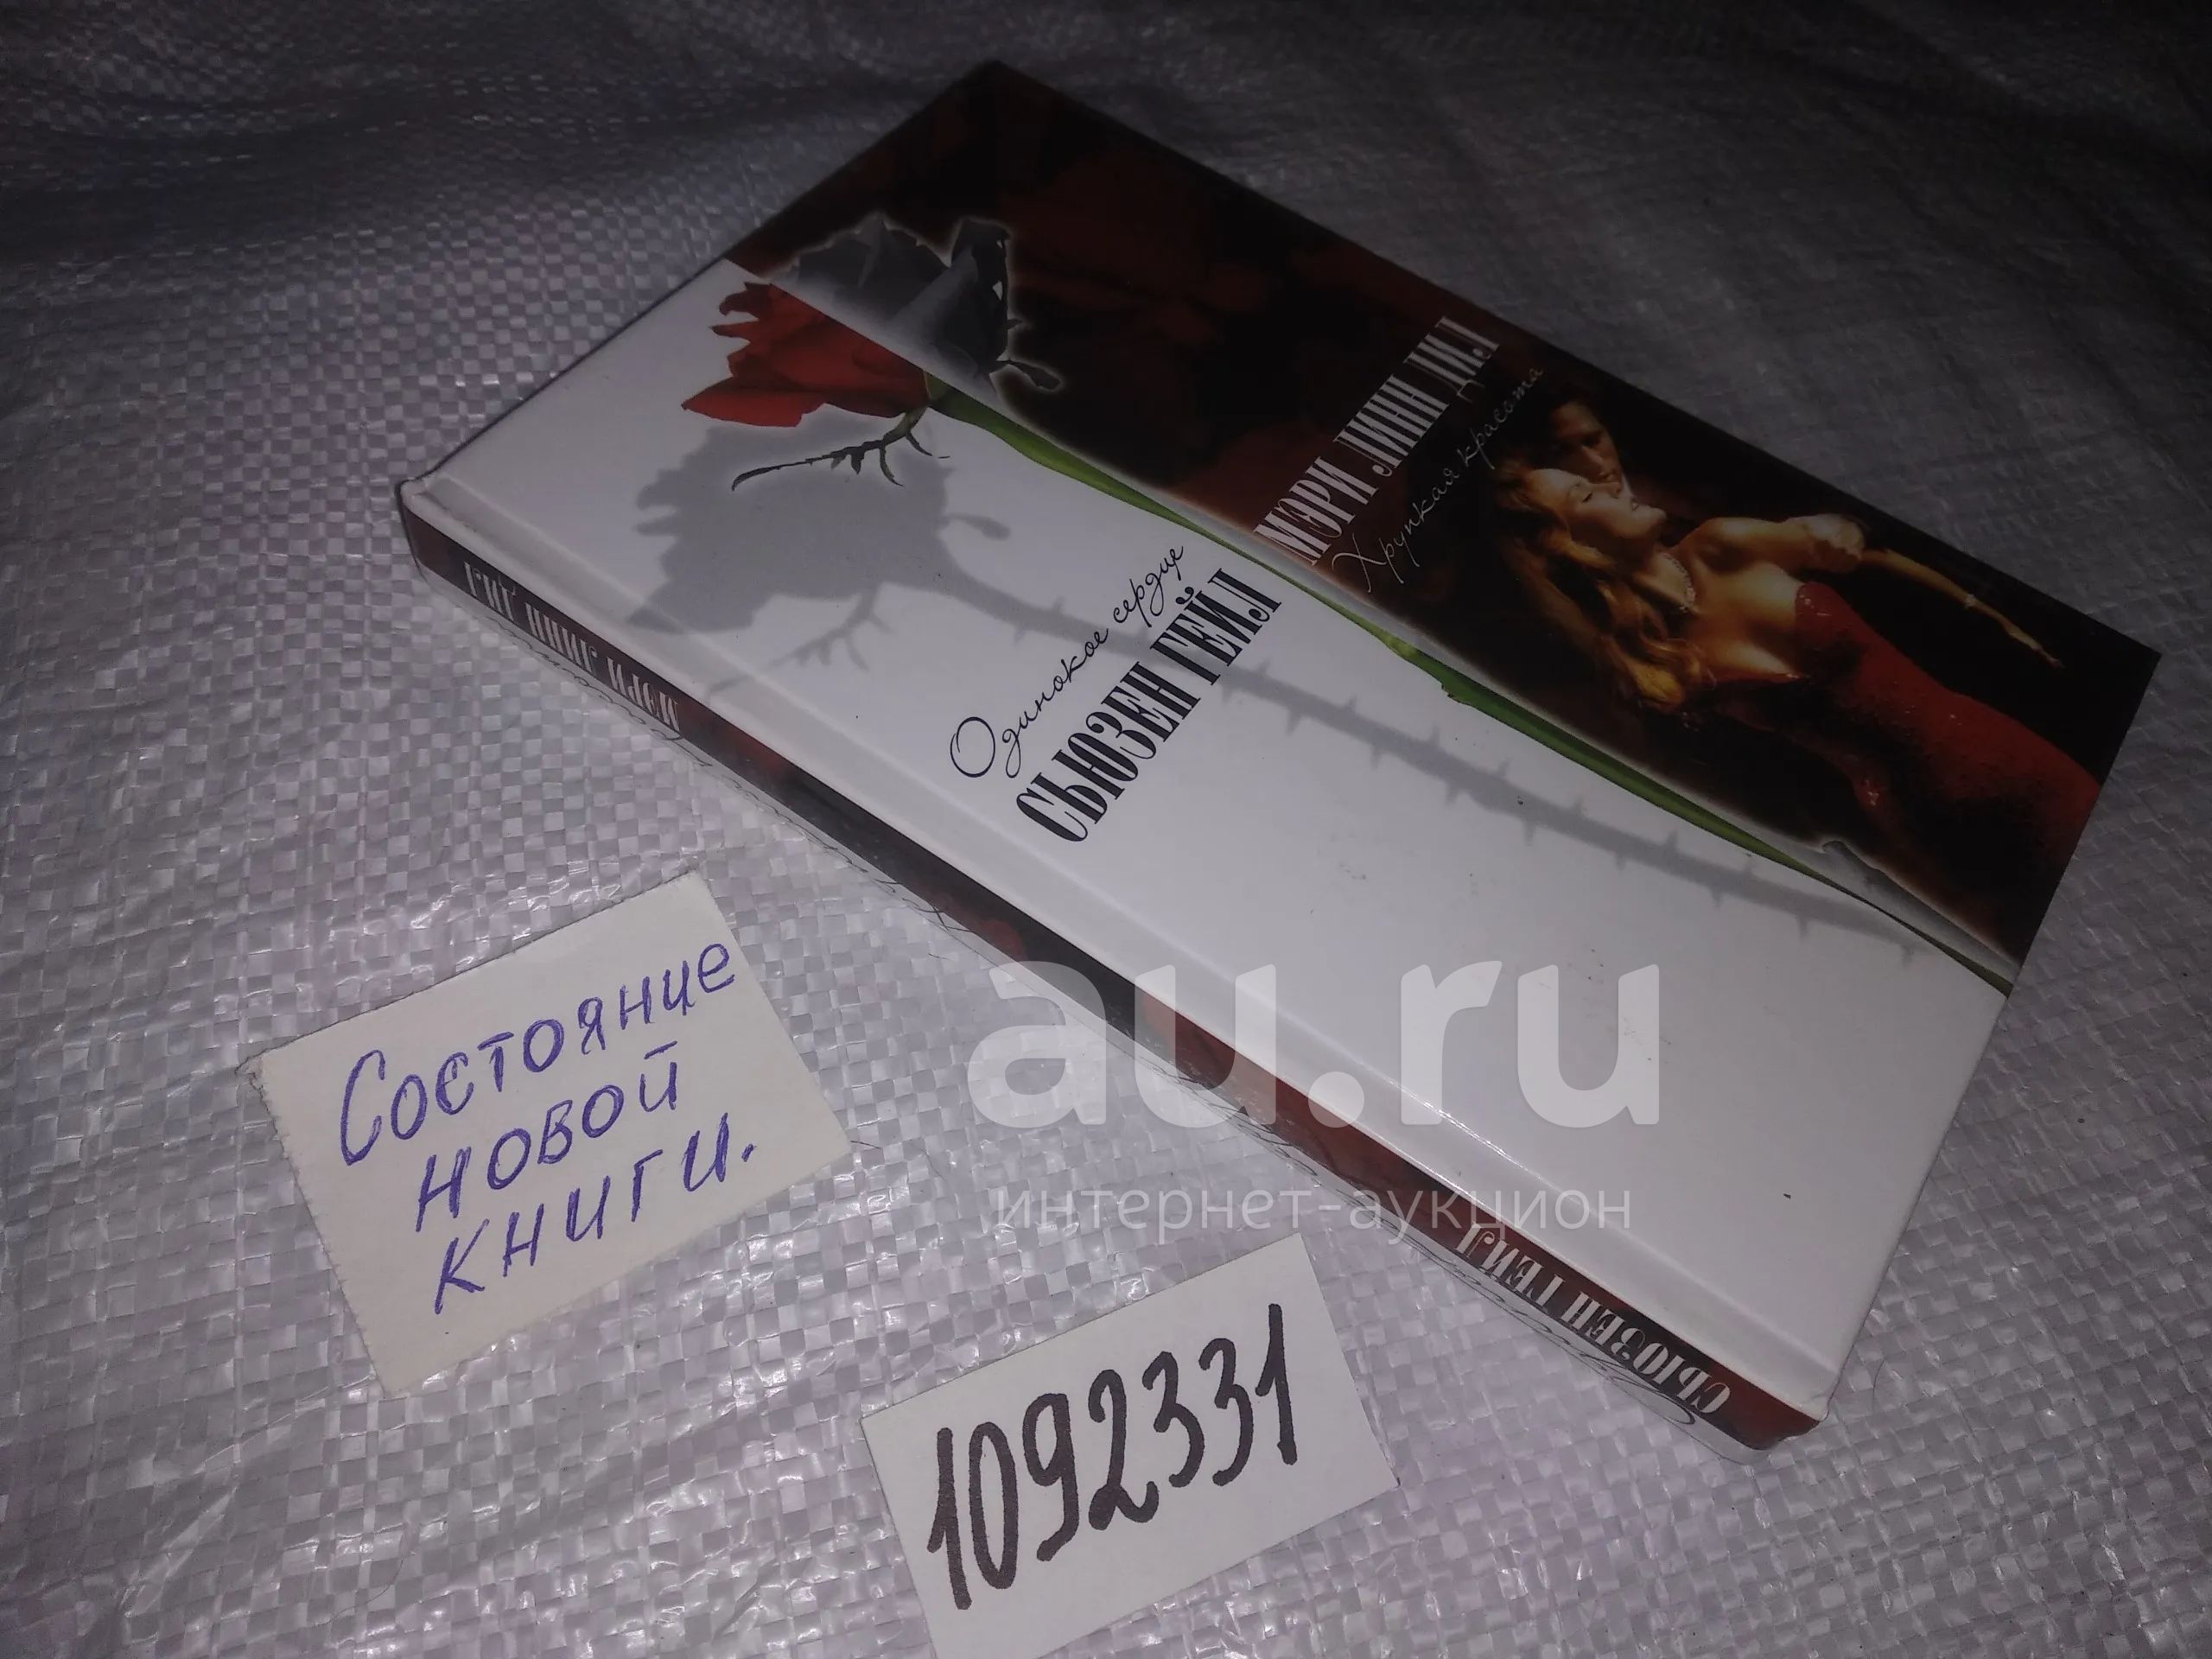 МЭРИ ЛИНН ДИЛ
Хрупкая красота
Одинокое сердце
СЬЮЗЕН ГЕЙЛ
МЭРИ ЛИНН ДИЛ
СЬЮЗЕН ГЕЙЛ
Состояние
новой
книги.
1092331
au.ru
интернет-аукцион